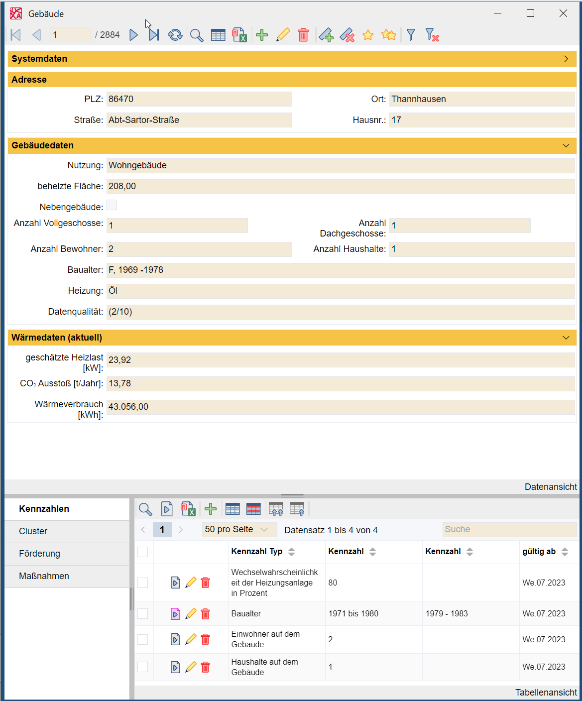 Gebäude
1 / 2884
Systemdaten
Adresse
PLZ: 86470 Ort: Thannhausen
Straße: Abt-Sartor-Straße Hausnr.: 17
Gebäudedaten
Nutzung: Wohngebäude
beheizte Fläche: 208,00
Nebengebäude:
Anzahl Vollgeschosse: 1 Anzahl
Dachgeschosse: 1
Anzahl Bewohner: 2 Anzahl Haushalte: 1
Baualter: F, 1969 -1978
Heizung: Öl
Datenqualität: (2/10)
Wärmedaten (aktuell)
geschätzte Heizlast
[kW]: 23,92
CO₂ Ausstoß [t/Jahr]: 13,78
Wärmeverbrauch
[kWh]: 43.056,00
Datenansicht
Kennzahlen
Cluster
Förderung
Maßnahmen
1 50 pro Seite Datensatz 1 bis 4 von 4 Suche
Kennzahl Typ Kennzahl Kennzahl gültig ab
Wechselwahrscheinlichk
eit der Heizungsanlage
in Prozent 80 We.07.2023
Baualter 1971 bis 1980 1979 - 1983 We.07.2023
Einwohner auf dem
Gebaude 2 We.07.2023
Haushalte auf dem
Gebaude 1 We.07.2023
Tabellenansicht